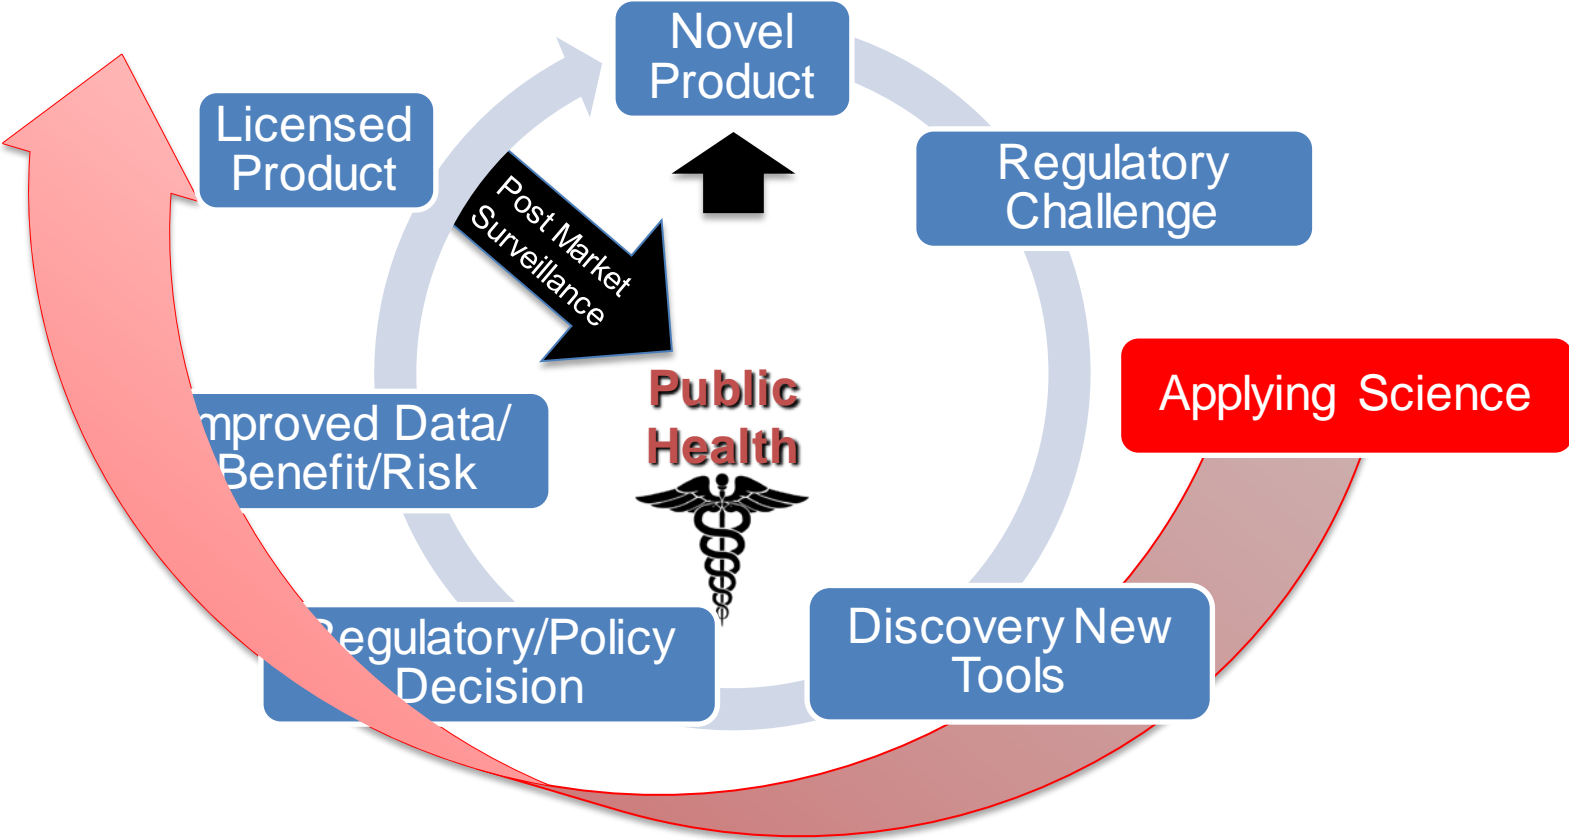 Novel
Product
Licensed
Product
Regulatory
Challenge
Post Market
Surveillance
Applying Science
Public
Health
mproved Data/
Benefit/Risk
Discovery New
Tools
Regulatory/Policy
Decision